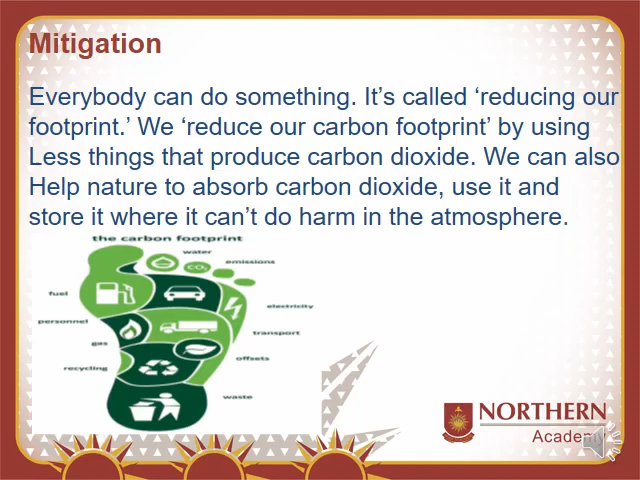 Mitigation
Everybody can do something. It’s called ‘reducing our
footprint.’ We ‘reduce our carbon footprint’ by using
Less things that produce carbon dioxide. We can also
Help nature to absorb carbon dioxide, use it and
store it where it can’t do harm in the atmosphere.
the carbon footprint
water
emissions
CO2
fuel
electricity
personnel
transport
gas
offsets
recycling
waste
NORTHERN
Academy